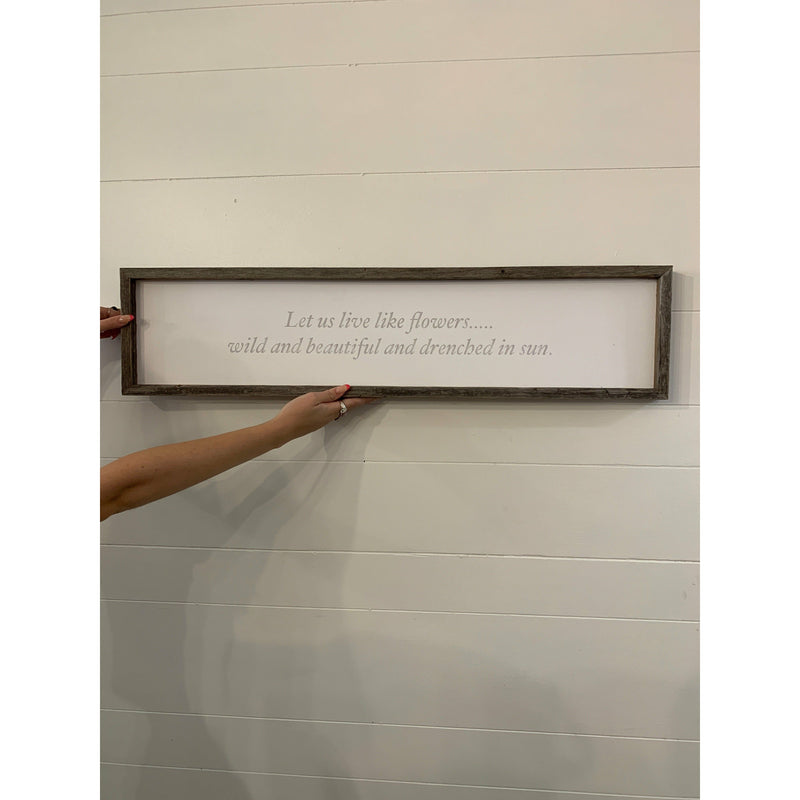 Let us live like flowers.....
wild and beautiful and drenched in sun.